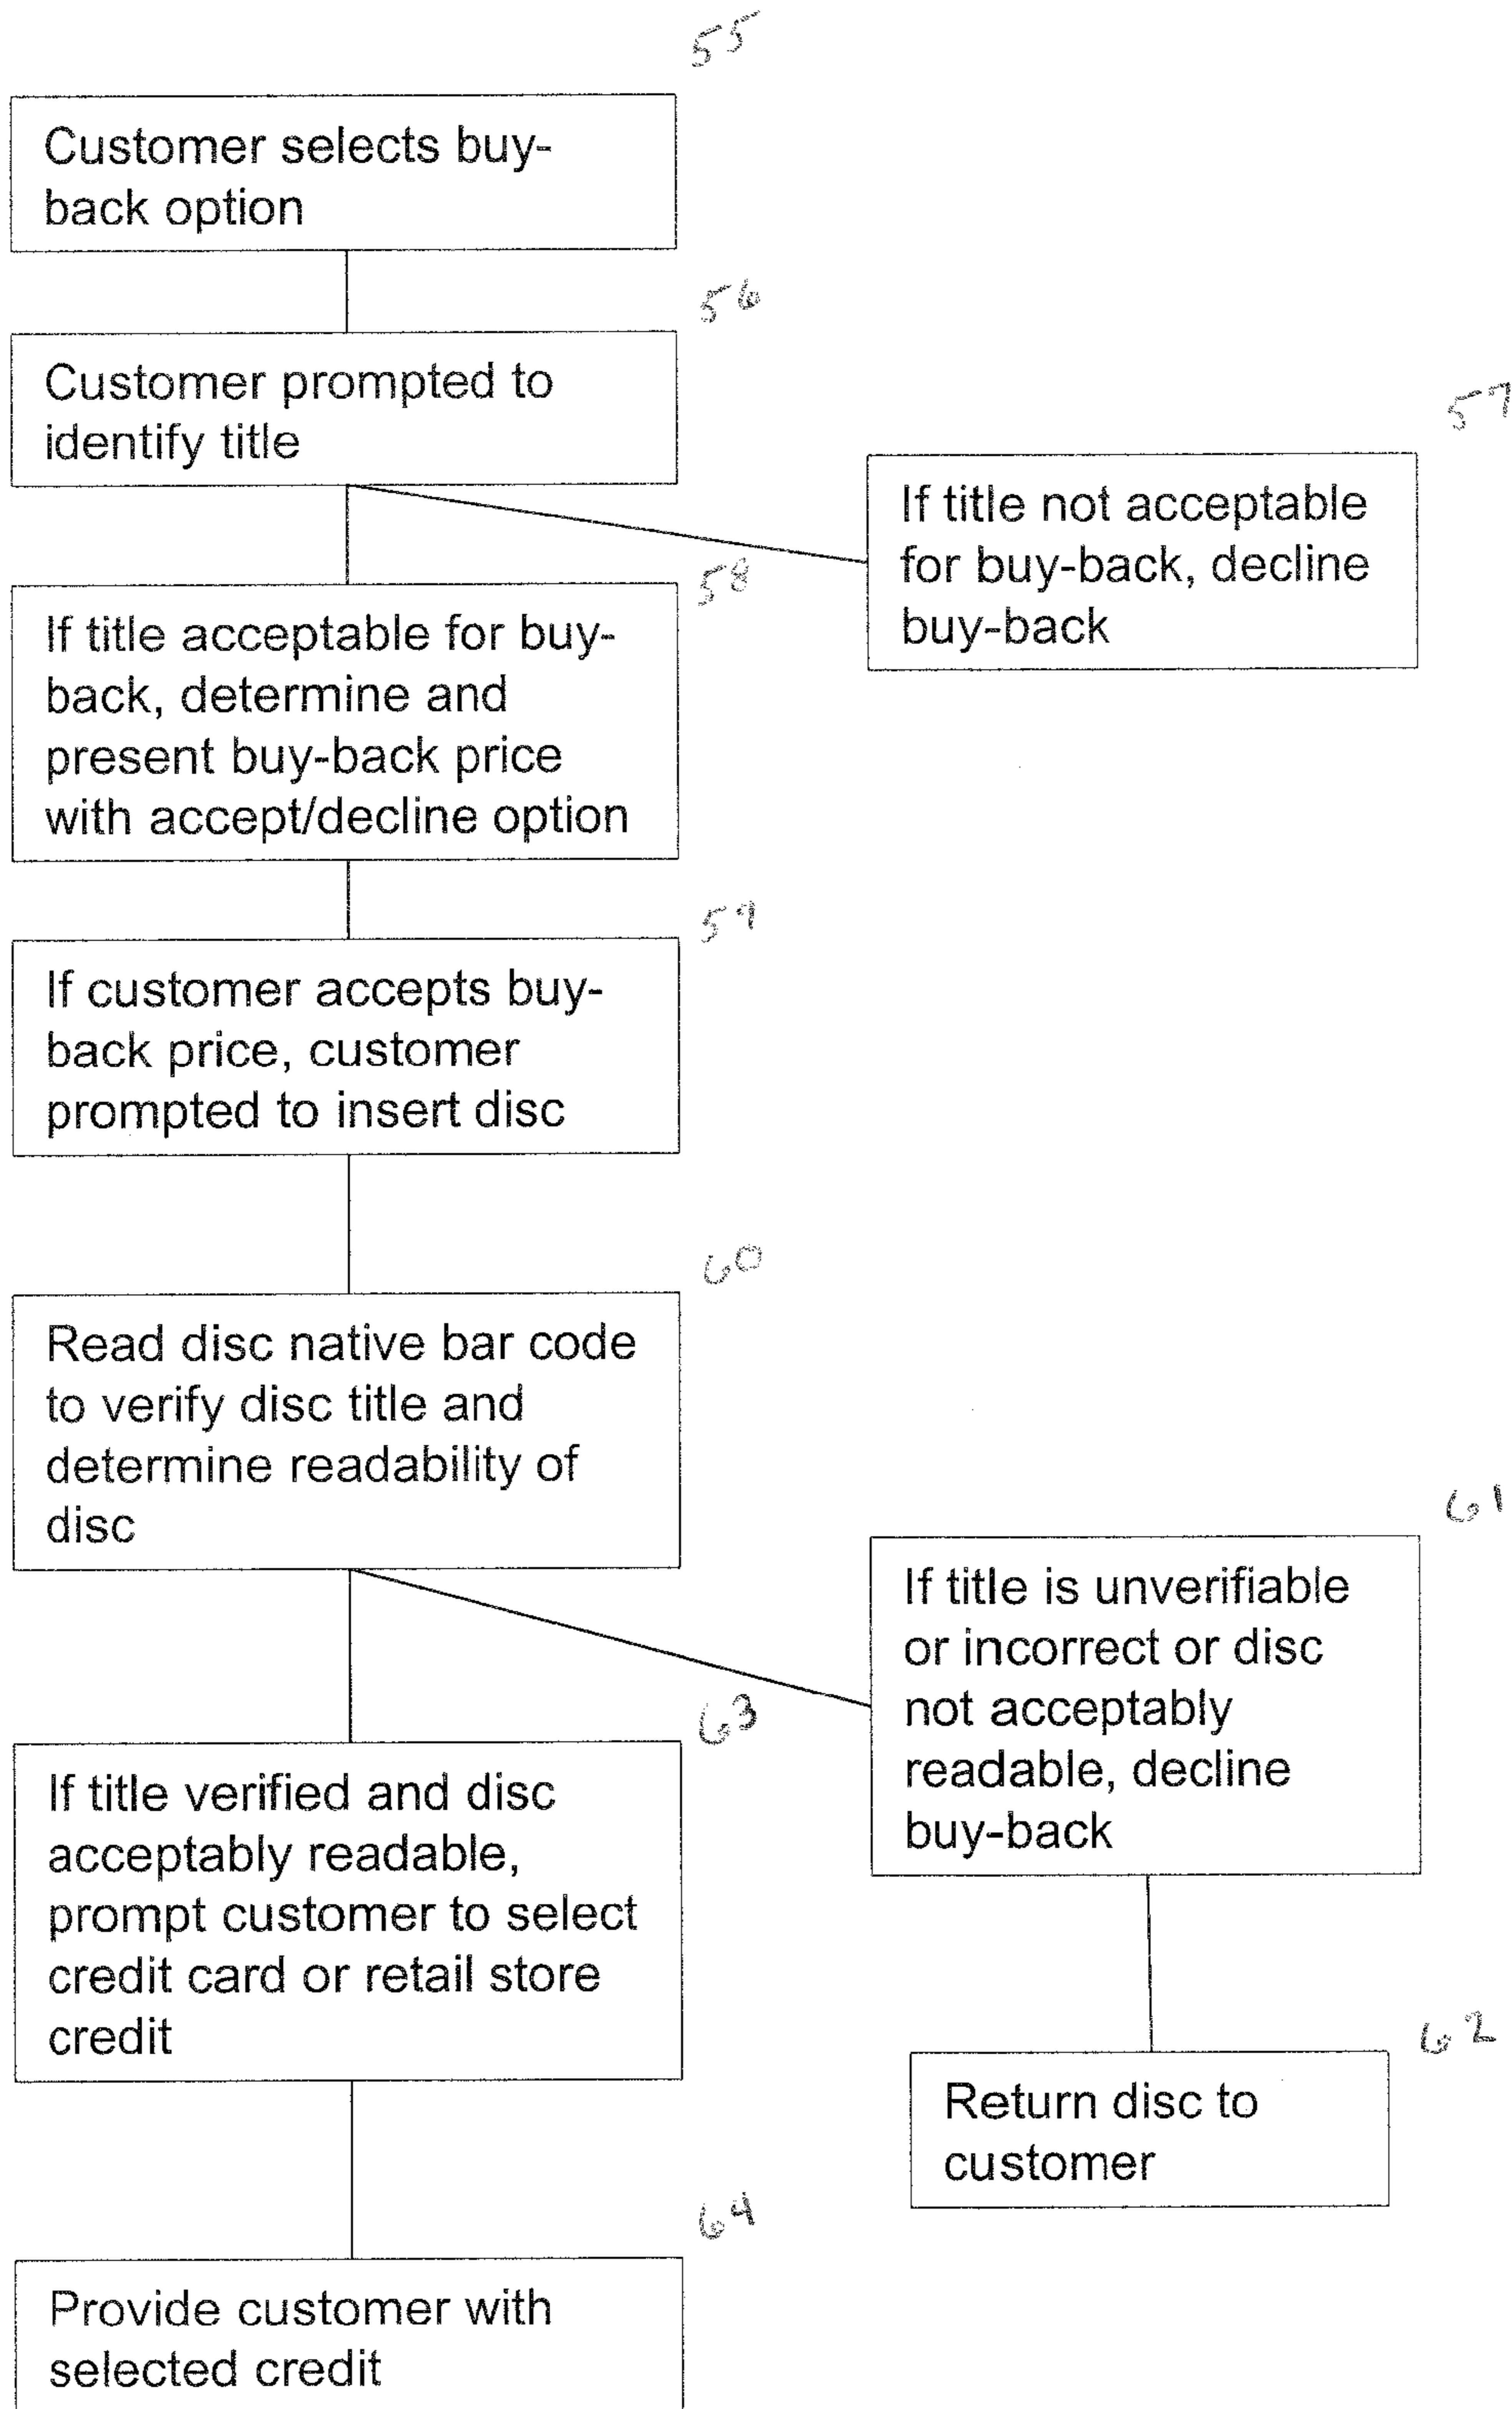 55
Customer selects buy-
back option
56
Customer prompted to
identify title
57
If title not acceptable
for buy-back, decline
buy-back
58
If title acceptable for buy-
back, determine and
present buy-back price
with accept/decline option
59
If customer accepts buy-
back price, customer
prompted to insert disc
60
Read disc native bar code
to verify disc title and
determine readability of
disc
61
If title is unverifiable
or incorrect or disc
not acceptably
readable, decline
buy-back
62
Return disc to
customer
63
If title verified and disc
acceptably readable,
prompt customer to select
credit card or retail store
credit
64
Provide customer with
selected credit